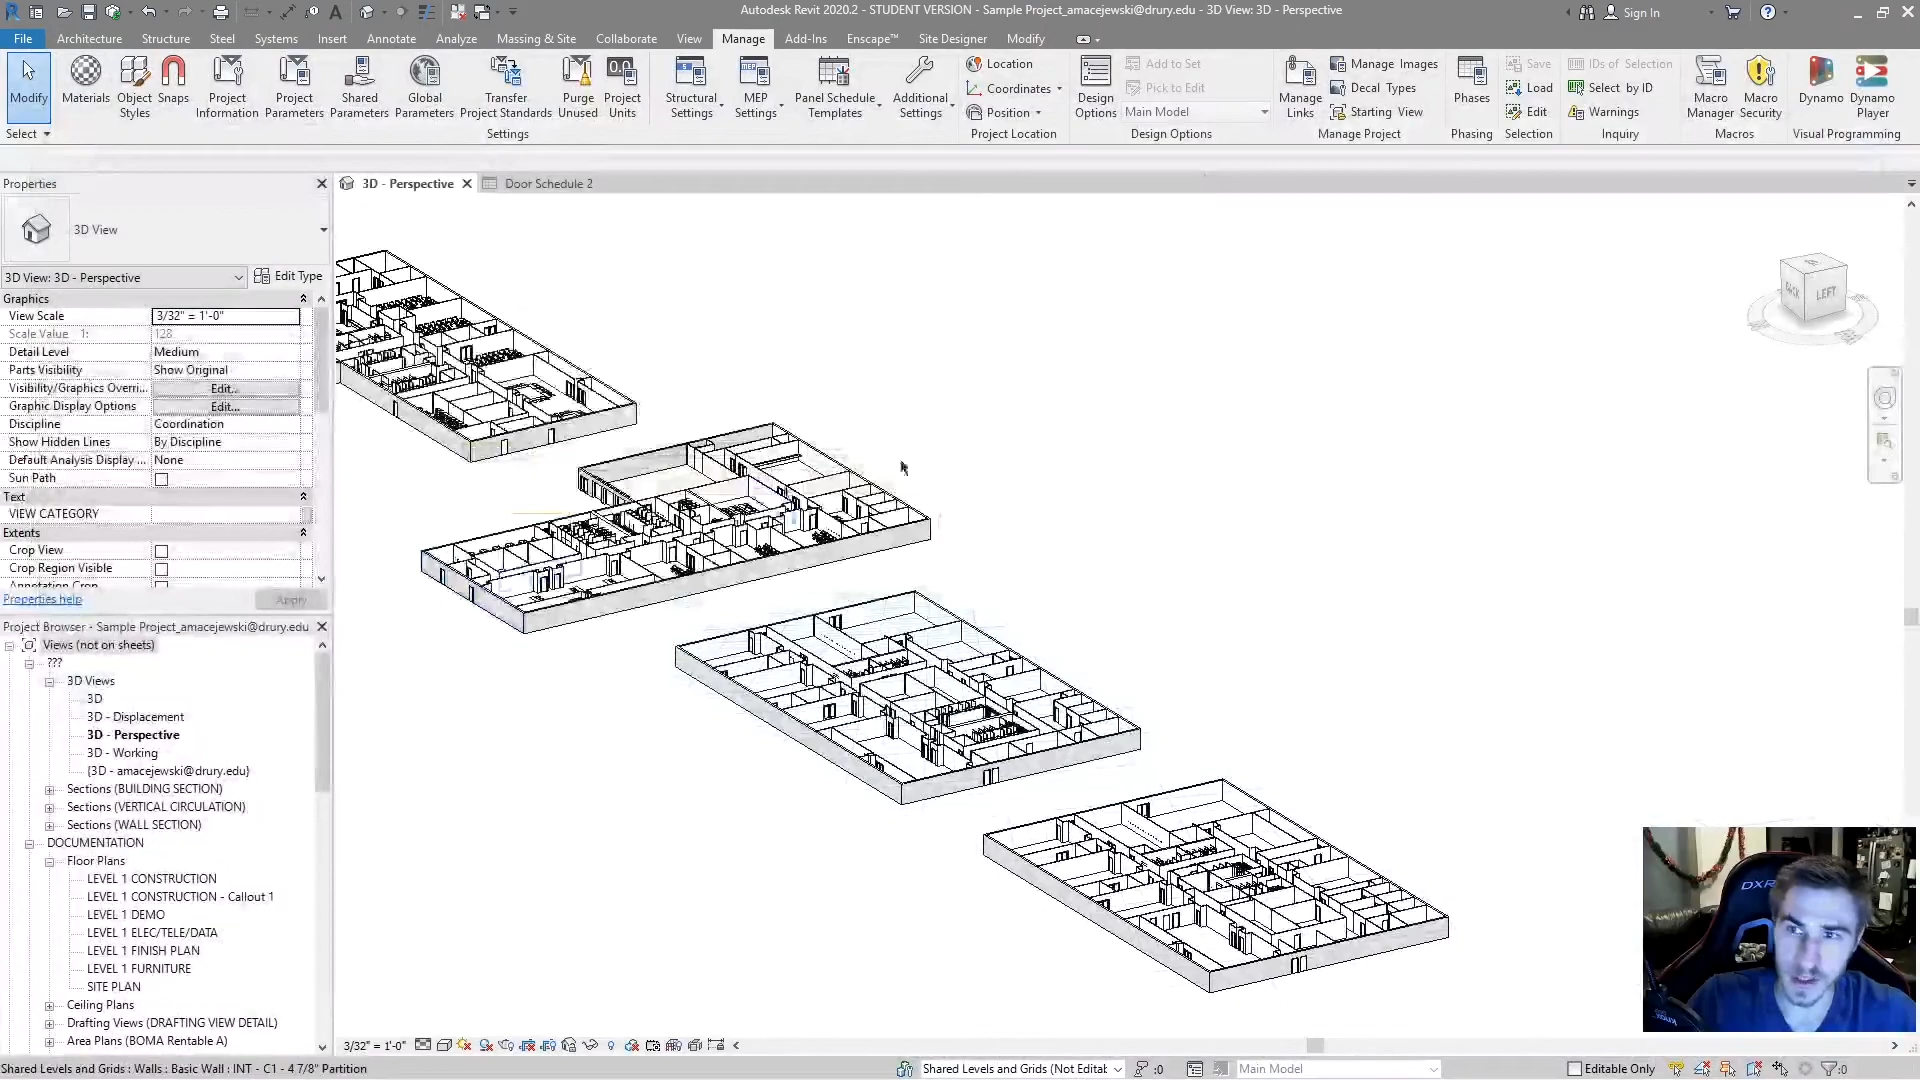 Autodesk Revit 2020.2 - STUDENT VERSION - Sample Project_amacejewski@drury.edu - 3D View: 3D - Perspective
Sign In
File Architecture Structure Steel Systems Insert Annotate Analyze Massing & Site Collaborate View Manage Add-Ins Enscape™ Site Designer Modify
Modify
Materials
Object Styles
Snaps
Project Information
Project Parameters
Shared Parameters
Global Parameters
Transfer Project Standards
Purge Unused
Project Units
Structural Settings
MEP Settings
Panel Schedule Templates
Additional Settings
Location
Coordinates
Position
Design Options
Add to Set
Pick to Edit
Main Model
Manage Links
Manage Images
Decal Types
Starting View
Phases
Save
Load
Edit
IDs of Selection
Select by ID
Warnings
Macro Manager
Macro Security
Dynamo
Dynamo Player
Select
Settings
Project Location
Design Options
Manage Project
Phasing
Selection
Inquiry
Macros
Visual Programming
Properties
3D View
3D View: 3D - Perspective
Edit Type
Graphics
View Scale 3/32" = 1'-0"
Scale Value 1: 128
Detail Level Medium
Parts Visibility Show Original
Visibility/Graphics Overri... Edit...
Graphic Display Options Edit...
Discipline Coordination
Show Hidden Lines By Discipline
Default Analysis Display ... None
Sun Path
Text
VIEW CATEGORY
Extents
Crop View
Crop Region Visible
Annotation Crop
Properties help
Apply
Project Browser - Sample Project_amacejewski@drury.edu
Views (not on sheets)
???
3D Views
3D
3D - Displacement
3D - Perspective
3D - Working
{3D - amacejewski@drury.edu}
Sections (BUILDING SECTION)
Sections (VERTICAL CIRCULATION)
Sections (WALL SECTION)
DOCUMENTATION
Floor Plans
LEVEL 1 CONSTRUCTION
LEVEL 1 CONSTRUCTION - Callout 1
LEVEL 1 DEMO
LEVEL 1 ELEC/TELE/DATA
LEVEL 1 FINISH PLAN
LEVEL 1 FURNITURE
SITE PLAN
Ceiling Plans
Drafting Views (DRAFTING VIEW DETAIL)
Area Plans (BOMA Rentable A)
3D - Perspective
Door Schedule 2
BACK
LEFT
DXR
3/32" = 1'-0"
Shared Levels and Grids : Walls : Basic Wall : INT - C1 - 4 7/8" Partition
Shared Levels and Grids (Not Editab
:0
Main Model
Editable Only
:0